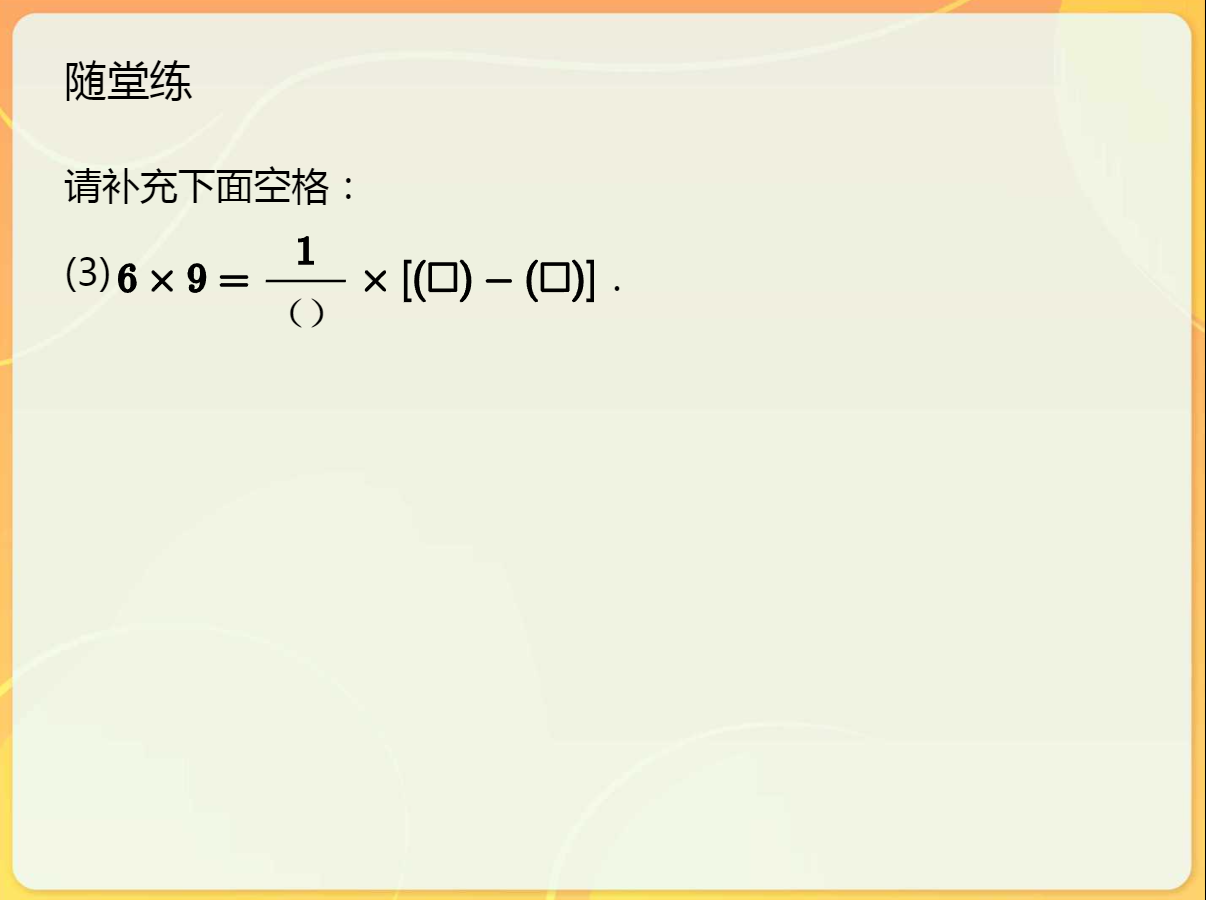 随堂练
请补充下面空格：
(3) 6 × 9 = 1/（） × [(□) − (□)] .